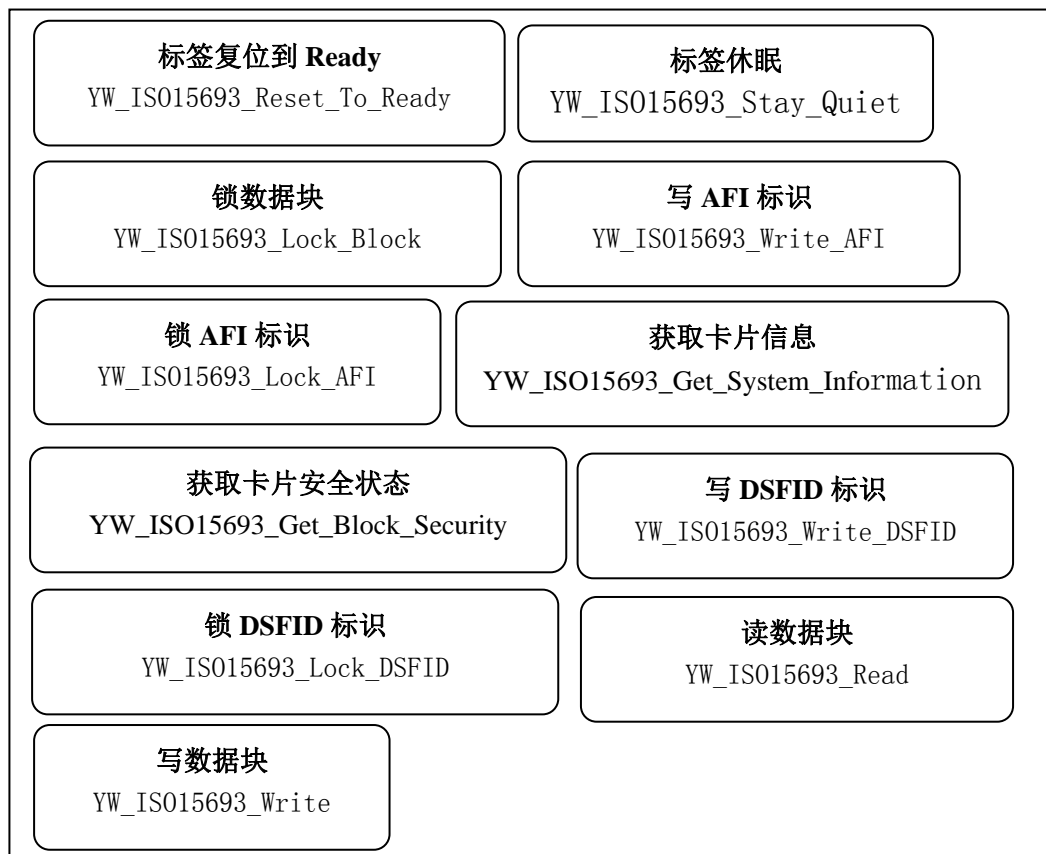 标签复位到 Ready
YW_ISO15693_Reset_To_Ready
标签休眠
YW_ISO15693_Stay_Quiet
锁数据块
YW_ISO15693_Lock_Block
写 AFI 标识
YW_ISO15693_Write_AFI
锁 AFI 标识
YW_ISO15693_Lock_AFI
获取卡片信息
YW_ISO15693_Get_System_Information
获取卡片安全状态
YW_ISO15693_Get_Block_Security
写 DSFID 标识
YW_ISO15693_Write_DSFID
锁 DSFID 标识
YW_ISO15693_Lock_DSFID
读数据块
YW_ISO15693_Read
写数据块
YW_ISO15693_Write